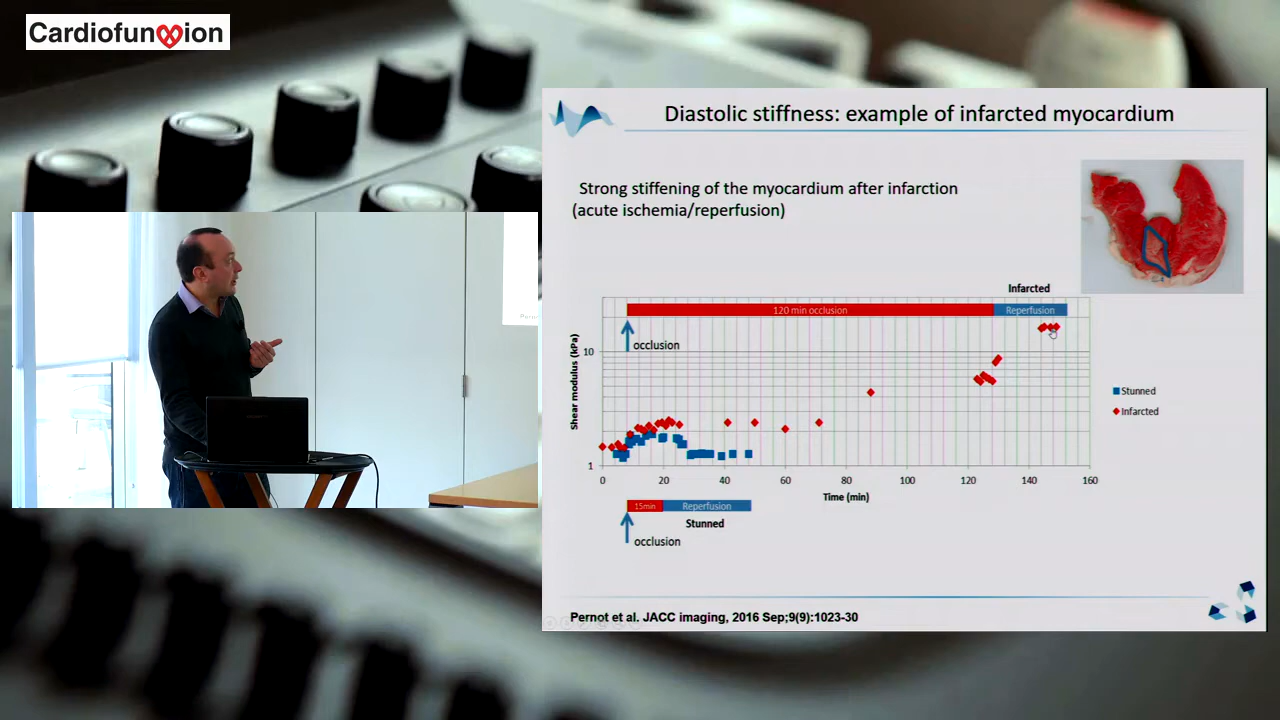 CardiofunXion
Diastolic stiffness: example of infarcted myocardium
Strong stiffening of the myocardium after infarction
(acute ischemia/reperfusion)
Infarcted
120 min occlusion
Reperfusion
occlusion
Shear modulus (kPa)
10
1
0
20
40
60
80
100
120
140
160
Time (min)
Stunned
Infarcted
15min
Reperfusion
Stunned
occlusion
Pernot et al. JACC imaging, 2016 Sep;9(9):1023-30